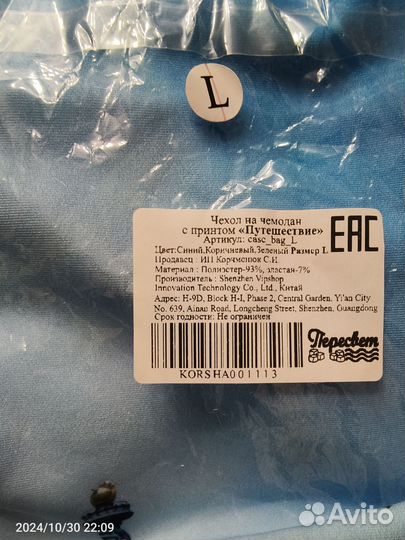 L
Чехол на чемодан
с принтом «Путешествие»
Артикул: case_bag_L
Цвет:Синий,Коричневый,Зеленый Размер L
Продавец : ИП Корчменюк С.И.
Материал : Полиэстер-93%, эластан-7%
Производитель : Shenzhen Vipshop
Innovation Technology Co., Ltd., Китай
Адрес: H-9D, Block H-I, Phase 2, Central Garden, Yi'an City
No. 639, Ainan Road, Longcheng Street, Shenzhen, Guangdong
Срок годности: Не ограничен
EAC
Пересвет
KORSHA001113
2024/10/30 22:09
Avito